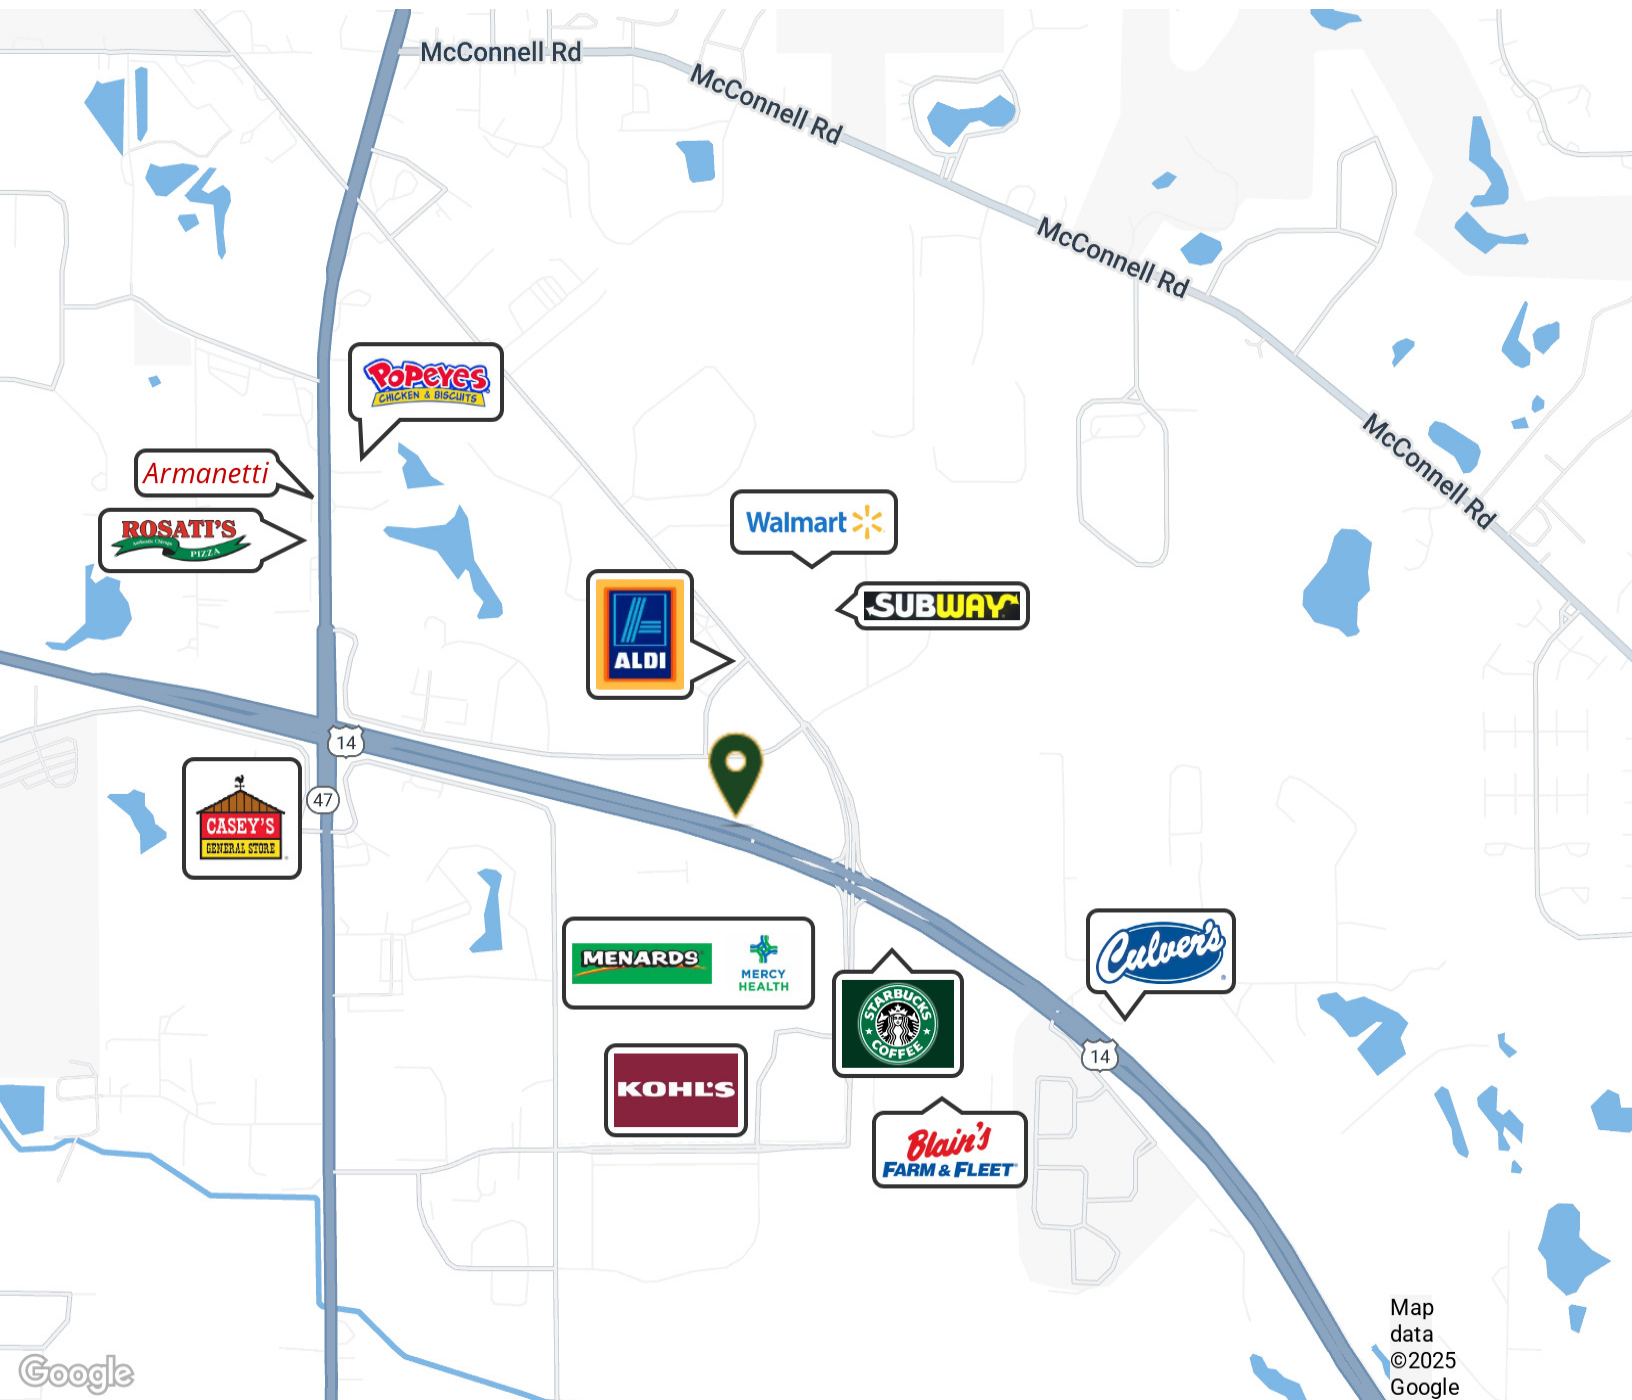 McConnell Rd
McConnell Rd
McConnell Rd
McConnell Rd
POPEYES
CHICKEN & BISCUITS
Armanetti
ROSATI'S
Authentic Chicago
PIZZA
Walmart
SUBWAY
ALDI
14
47
CASEY'S
GENERAL STORE
MENARDS
MERCY
HEALTH
Culver's
STARBUCKS
COFFEE
14
KOHL'S
Blain's
FARM & FLEET
Map
data
©2025
Google
Google